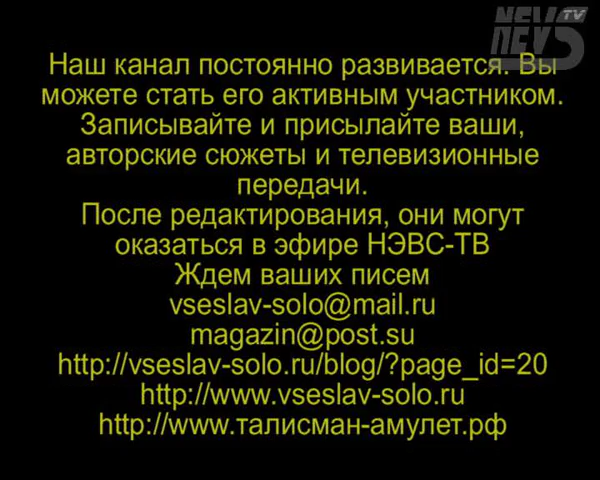 NEVS TV
Наш канал постоянно развивается. Вы
можете стать его активным участником.
Записывайте и присылайте ваши,
авторские сюжеты и телевизионные
передачи.
После редактирования, они могут
оказаться в эфире НЭВС-ТВ
Ждем ваших писем
vseslav-solo@mail.ru
magazin@post.su
http://vseslav-solo.ru/blog/?page_id=20
http://www.vseslav-solo.ru
http://www.талисман-амулет.рф